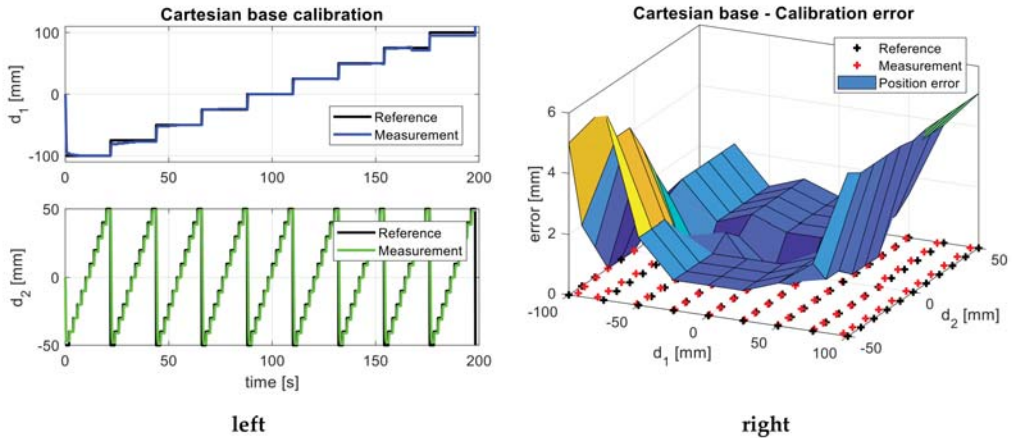 Cartesian base calibration
100
0
-100
d1 [mm]
Reference
Measurement
0 50 100 150 200
50
0
-50
d2 [mm]
Reference
Measurement
0 50 100 150 200
time [s]
left
Cartesian base - Calibration error
Reference
Measurement
Position error
6
4
2
0
error [mm]
-100
-50
0
50
100
d1 [mm]
-50
0
50
d2 [mm]
right